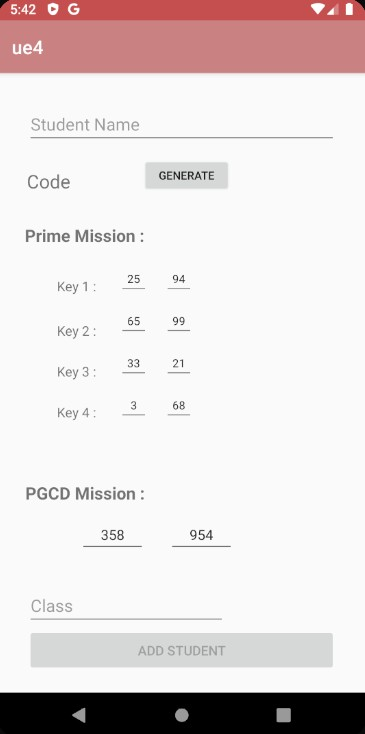 5:42
ue4
Student Name
Code GENERATE
Prime Mission :
Key 1 : 25 94
Key 2 : 65 99
Key 3 : 33 21
Key 4 : 3 68
PGCD Mission :
358 954
Class
ADD STUDENT